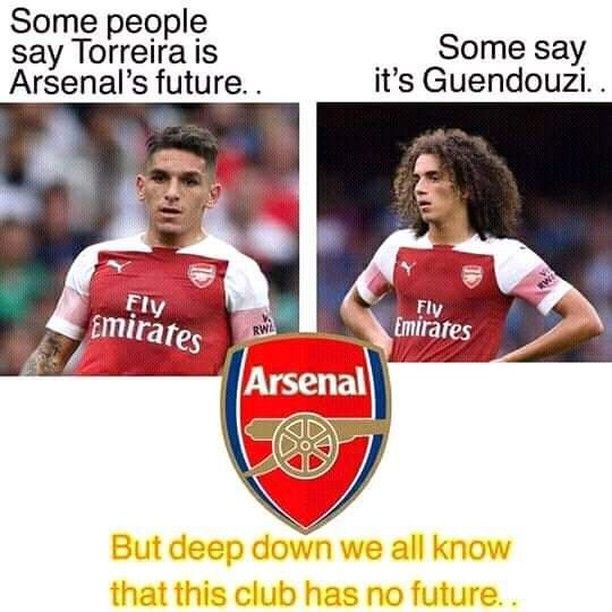 Some people
say Torreira is
Arsenal's future. .
Some say
it's Guendouzi. .
Fly
Emirates
Fly
Emirates
Arsenal
But deep down we all know
that this club has no future. .